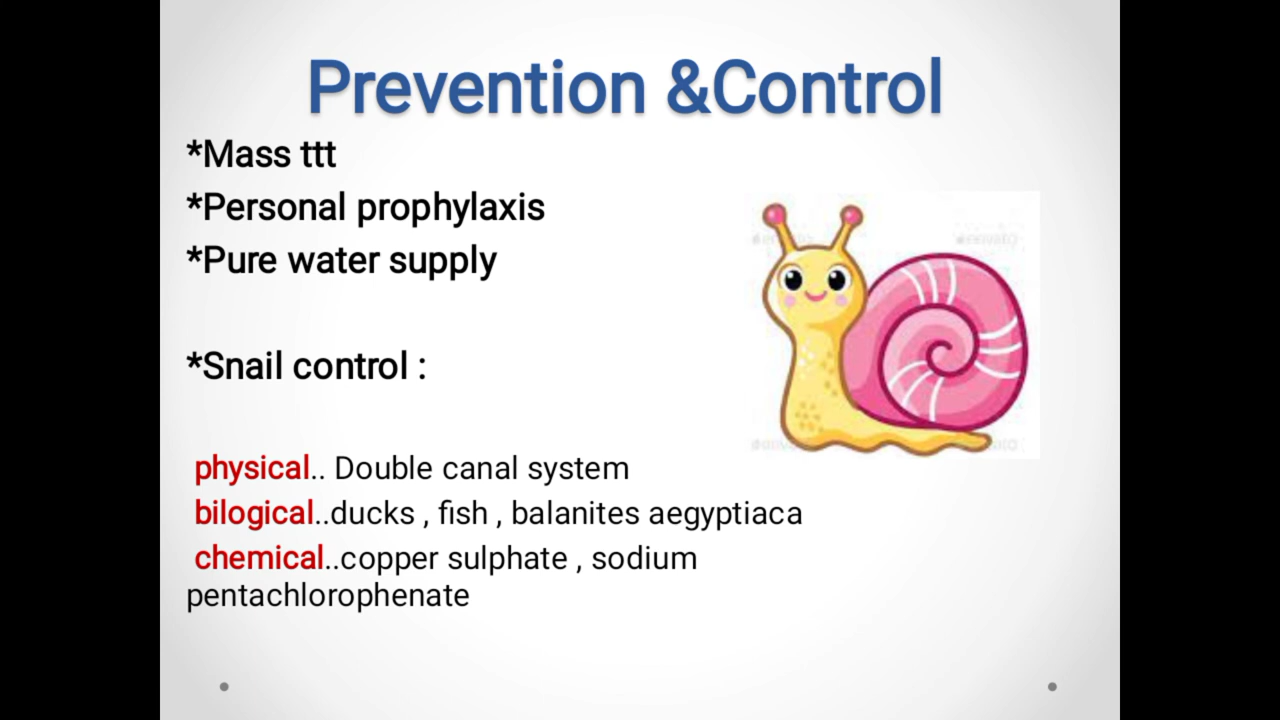 Prevention &Control
*Mass ttt
*Personal prophylaxis
*Pure water supply
*Snail control :
physical.. Double canal system
bilogical..ducks , fish , balanites aegyptiaca
chemical..copper sulphate , sodium
pentachlorophenate